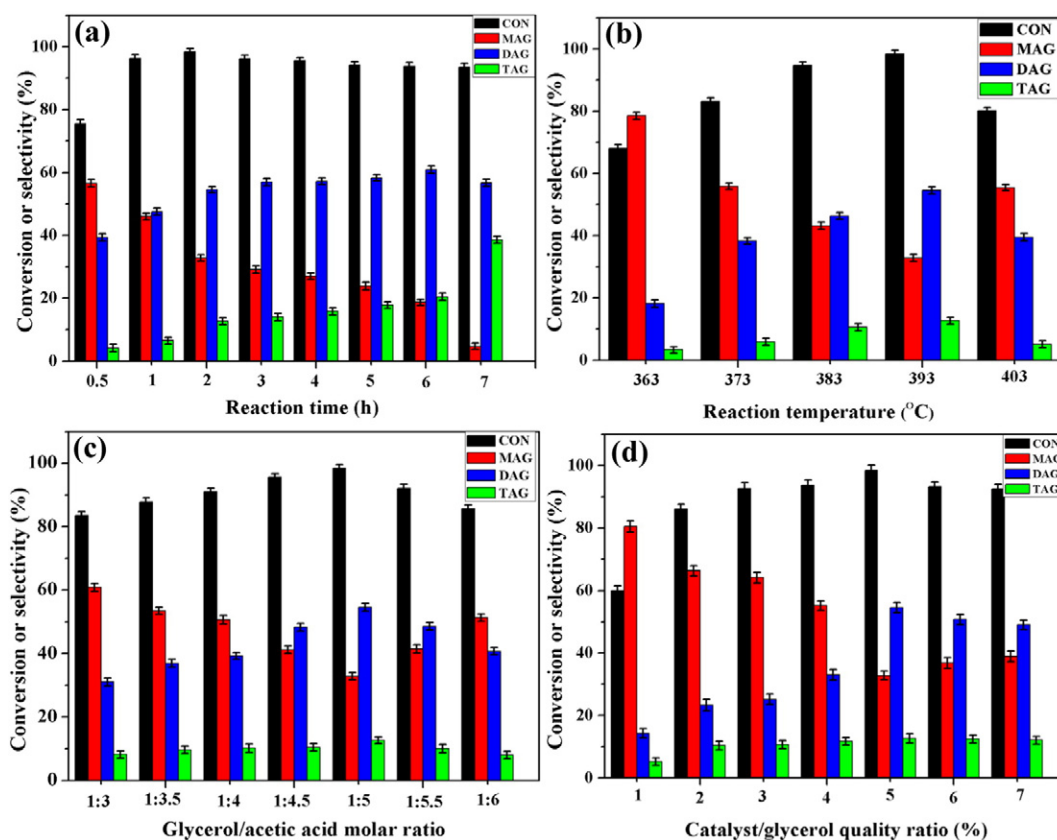 (a)
CON
MAG
DAG
TAG
Conversion or selectivity (%)
100
80
60
40
20
0
0.5 1 2 3 4 5 6 7
Reaction time (h)
(b)
CON
MAG
DAG
TAG
Conversion or selectivity (%)
100
80
60
40
20
0
363 373 383 393 403
Reaction temperature (°C)
(c)
CON
MAG
DAG
TAG
Conversion or selectivity (%)
100
80
60
40
20
0
1:3 1:3.5 1:4 1:4.5 1:5 1:5.5 1:6
Glycerol/acetic acid molar ratio
(d)
CON
MAG
DAG
TAG
Conversion or selectivity (%)
100
80
60
40
20
0
1 2 3 4 5 6 7
Catalyst/glycerol quality ratio (%)